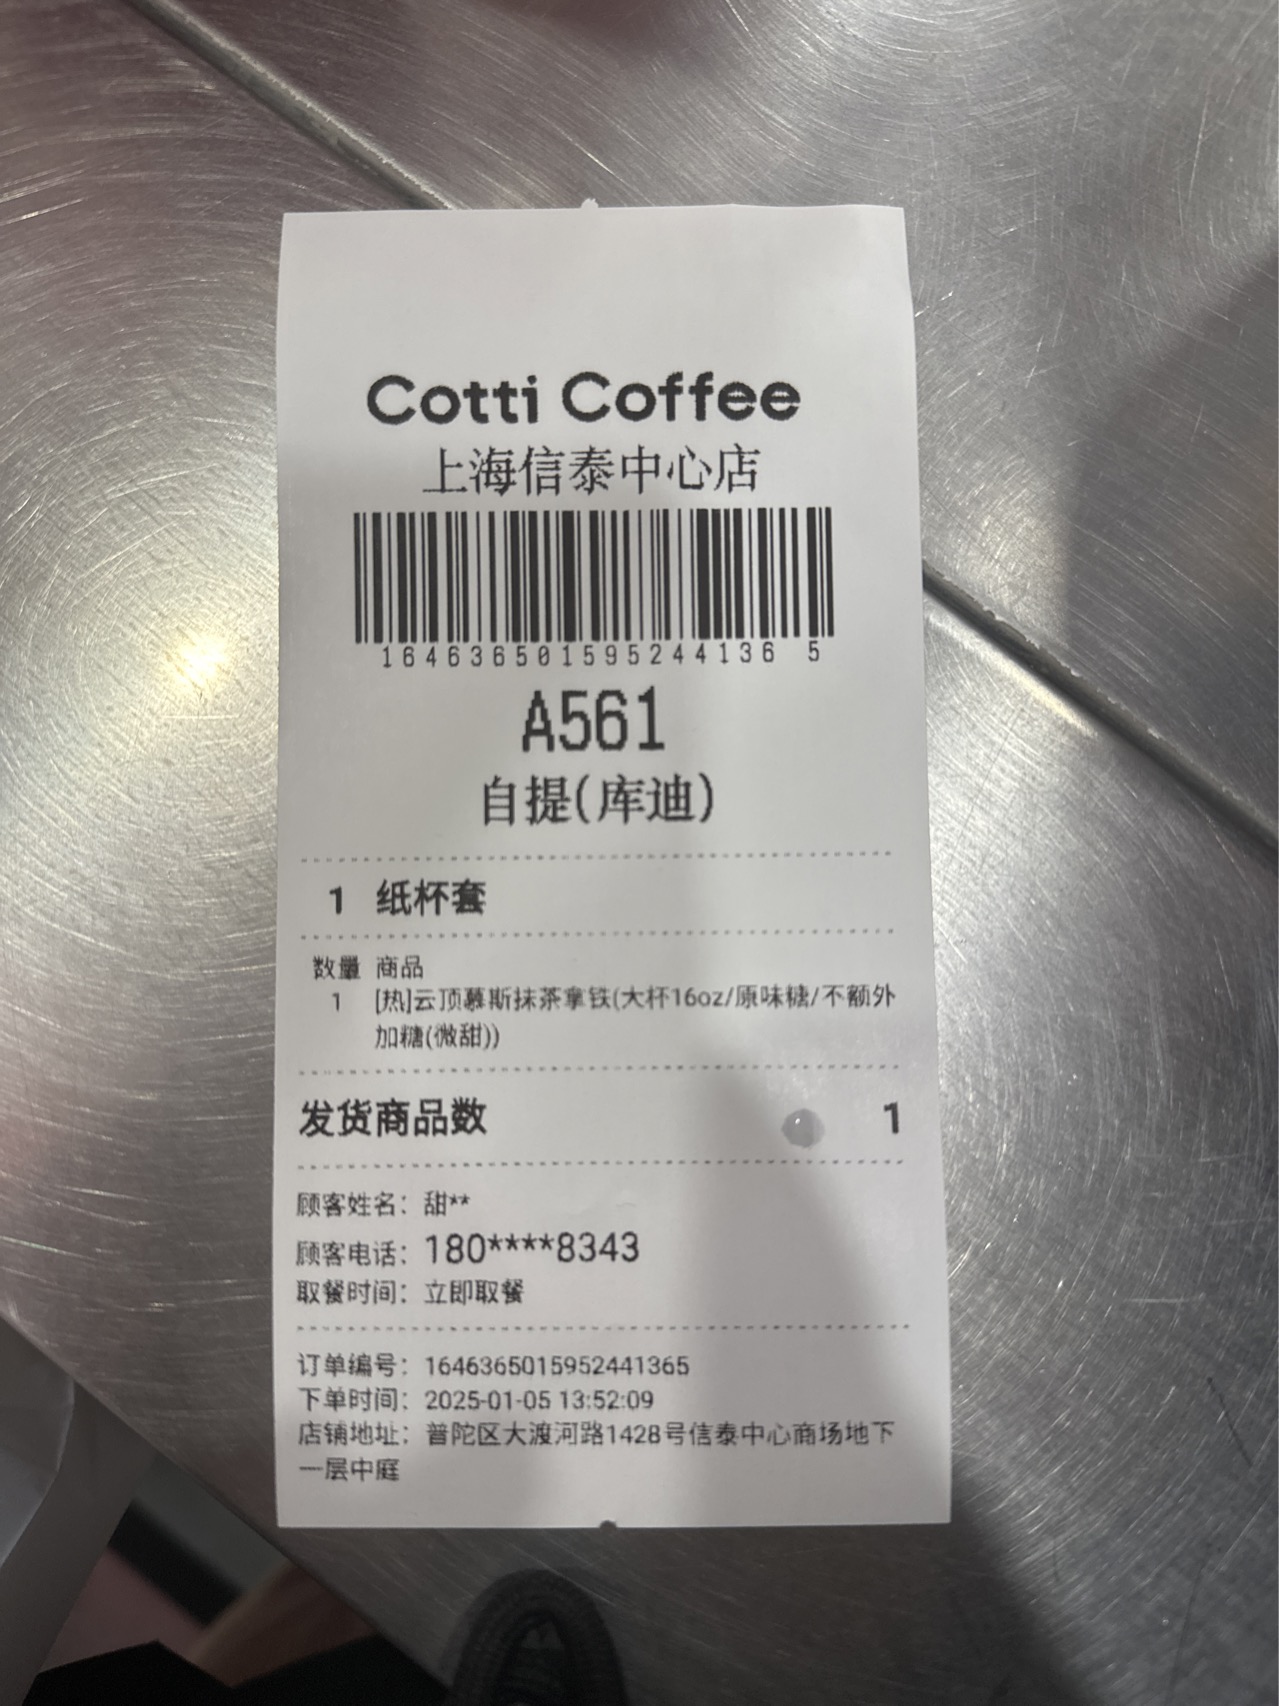 Cotti Coffee
上海信泰中心店
1646365015952441365
A561
自提(库迪)
1 纸杯套
数量 商品
1 [热]云顶慕斯抹茶拿铁(大杯16oz/原味糖/不额外
加糖(微甜))
发货商品数 1
顾客姓名：甜**
顾客电话：180****8343
取餐时间：立即取餐
订单编号：1646365015952441365
下单时间：2025-01-05 13:52:09
店铺地址：普陀区大渡河路1428号信泰中心商场地下
一层中庭